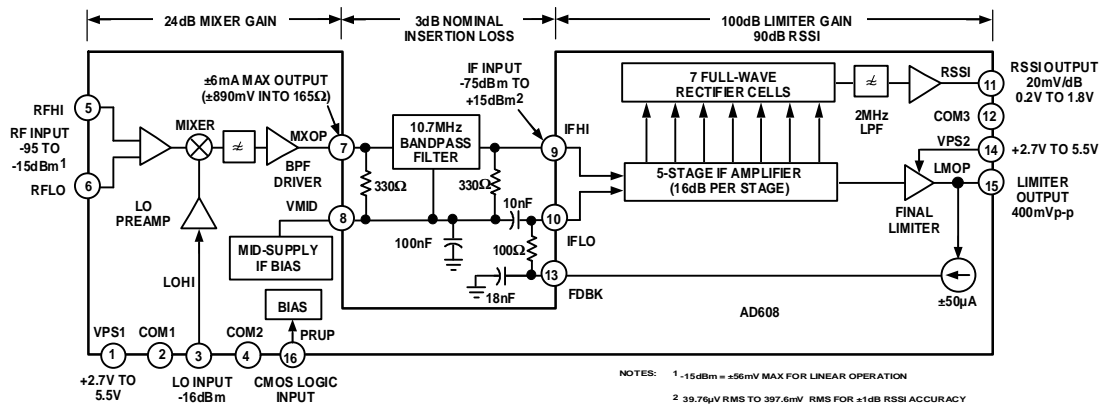 24dB MIXER GAIN
3dB NOMINAL
INSERTION LOSS
100dB LIMITER GAIN
90dB RSSI
±6mA MAX OUTPUT
(±890mV INTO 165Ω)
IF INPUT
-75dBm TO
+15dBm2
7 FULL-WAVE
RECTIFIER CELLS
2MHz
LPF
RSSI
11
RSSI OUTPUT
20mV/dB
0.2V TO 1.8V
COM3
12
VPS2
14
+2.7V TO 5.5V
LMOP
15
LIMITER
OUTPUT
400mVp-p
RFHI
5
RF INPUT
-95 TO
-15dBm1
RFLO
6
MIXER
MXOP
7
BPF
DRIVER
LO
PREAMP
10.7MHz
BANDPASS
FILTER
IFHI
9
5-STAGE IF AMPLIFIER
(16dB PER STAGE)
FINAL
LIMITER
330Ω
330Ω
VMID
8
10nF
10
IFLO
MID-SUPPLY
IF BIAS
100nF
100Ω
13
FDBK
18nF
±50µA
LOHI
BIAS
PRUP
AD608
VPS1
COM1
COM2
1
2
3
4
16
+2.7V TO
5.5V
LO INPUT
-16dBm
CMOS LOGIC
INPUT
NOTES: 1 -15dBm = ±56mV MAX FOR LINEAR OPERATION
2 39.76µV RMS TO 397.6mV RMS FOR ±1dB RSSI ACCURACY